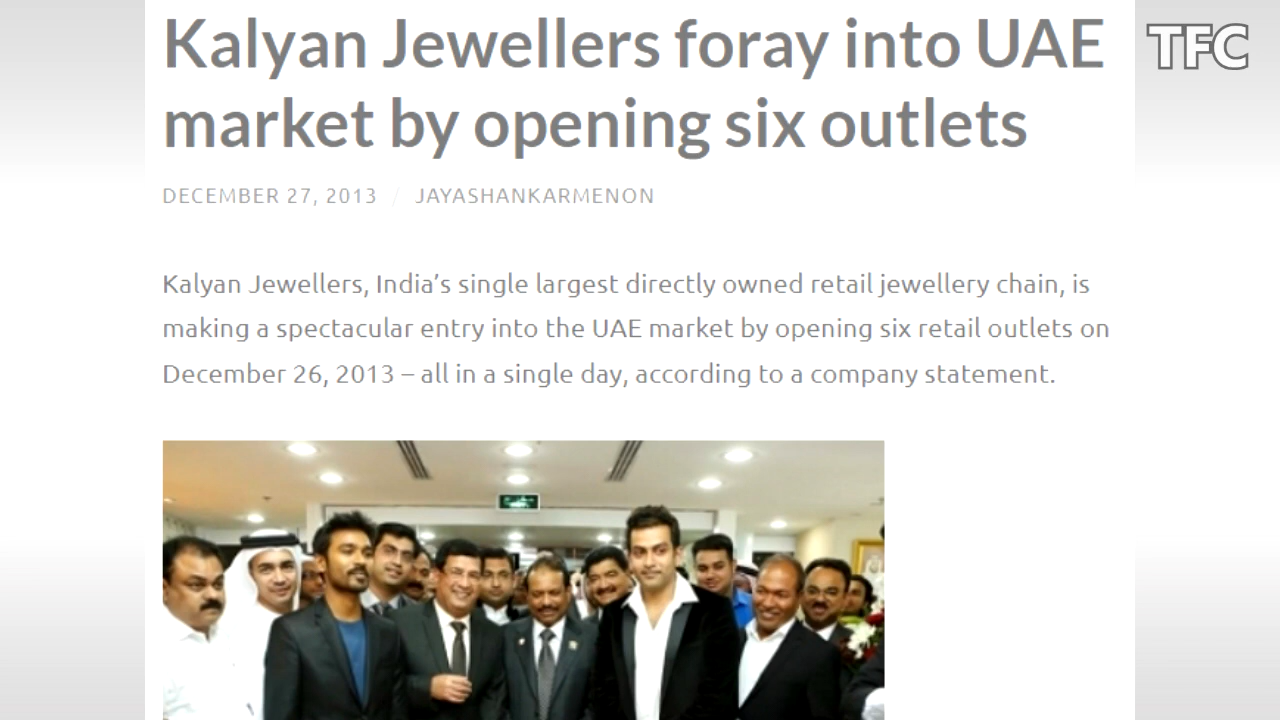 Kalyan Jewellers foray into UAE
market by opening six outlets
TFC
DECEMBER 27, 2013 / JAYASHANKARMENON
Kalyan Jewellers, India’s single largest directly owned retail jewellery chain, is
making a spectacular entry into the UAE market by opening six retail outlets on
December 26, 2013 – all in a single day, according to a company statement.